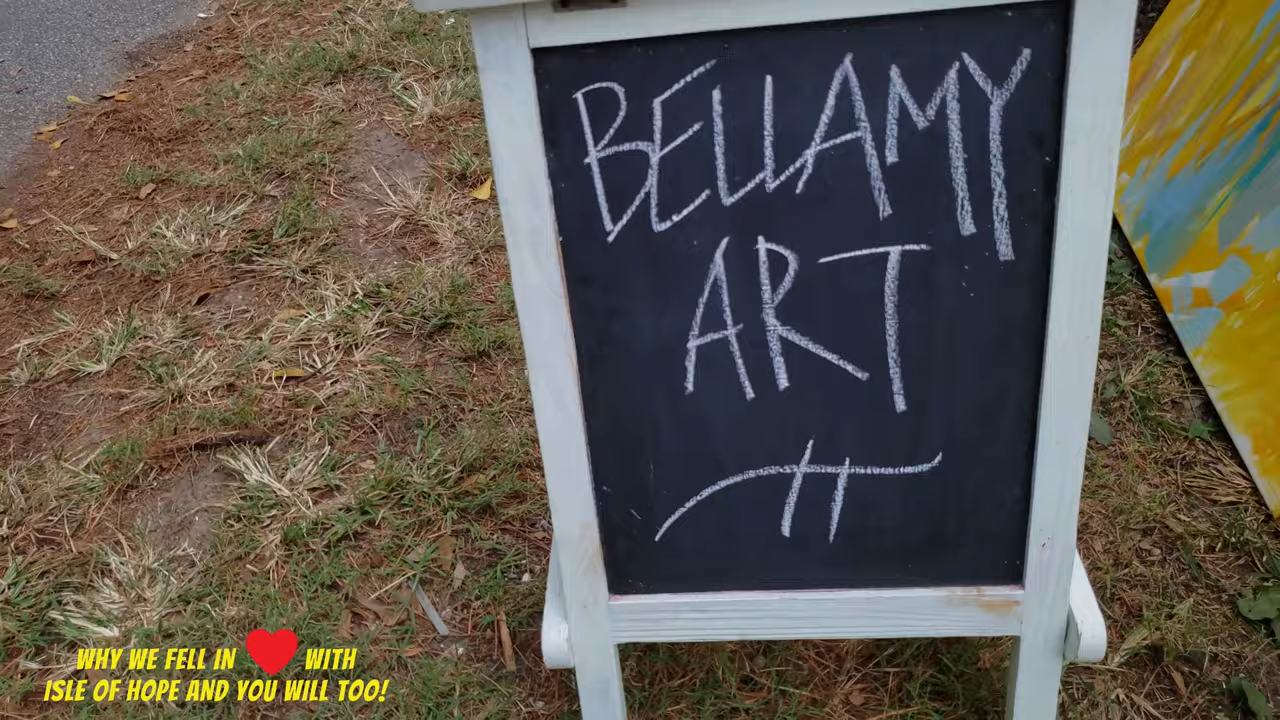 BELLAMY
ART
WHY WE FELL IN ❤ WITH
ISLE OF HOPE AND YOU WILL TOO!